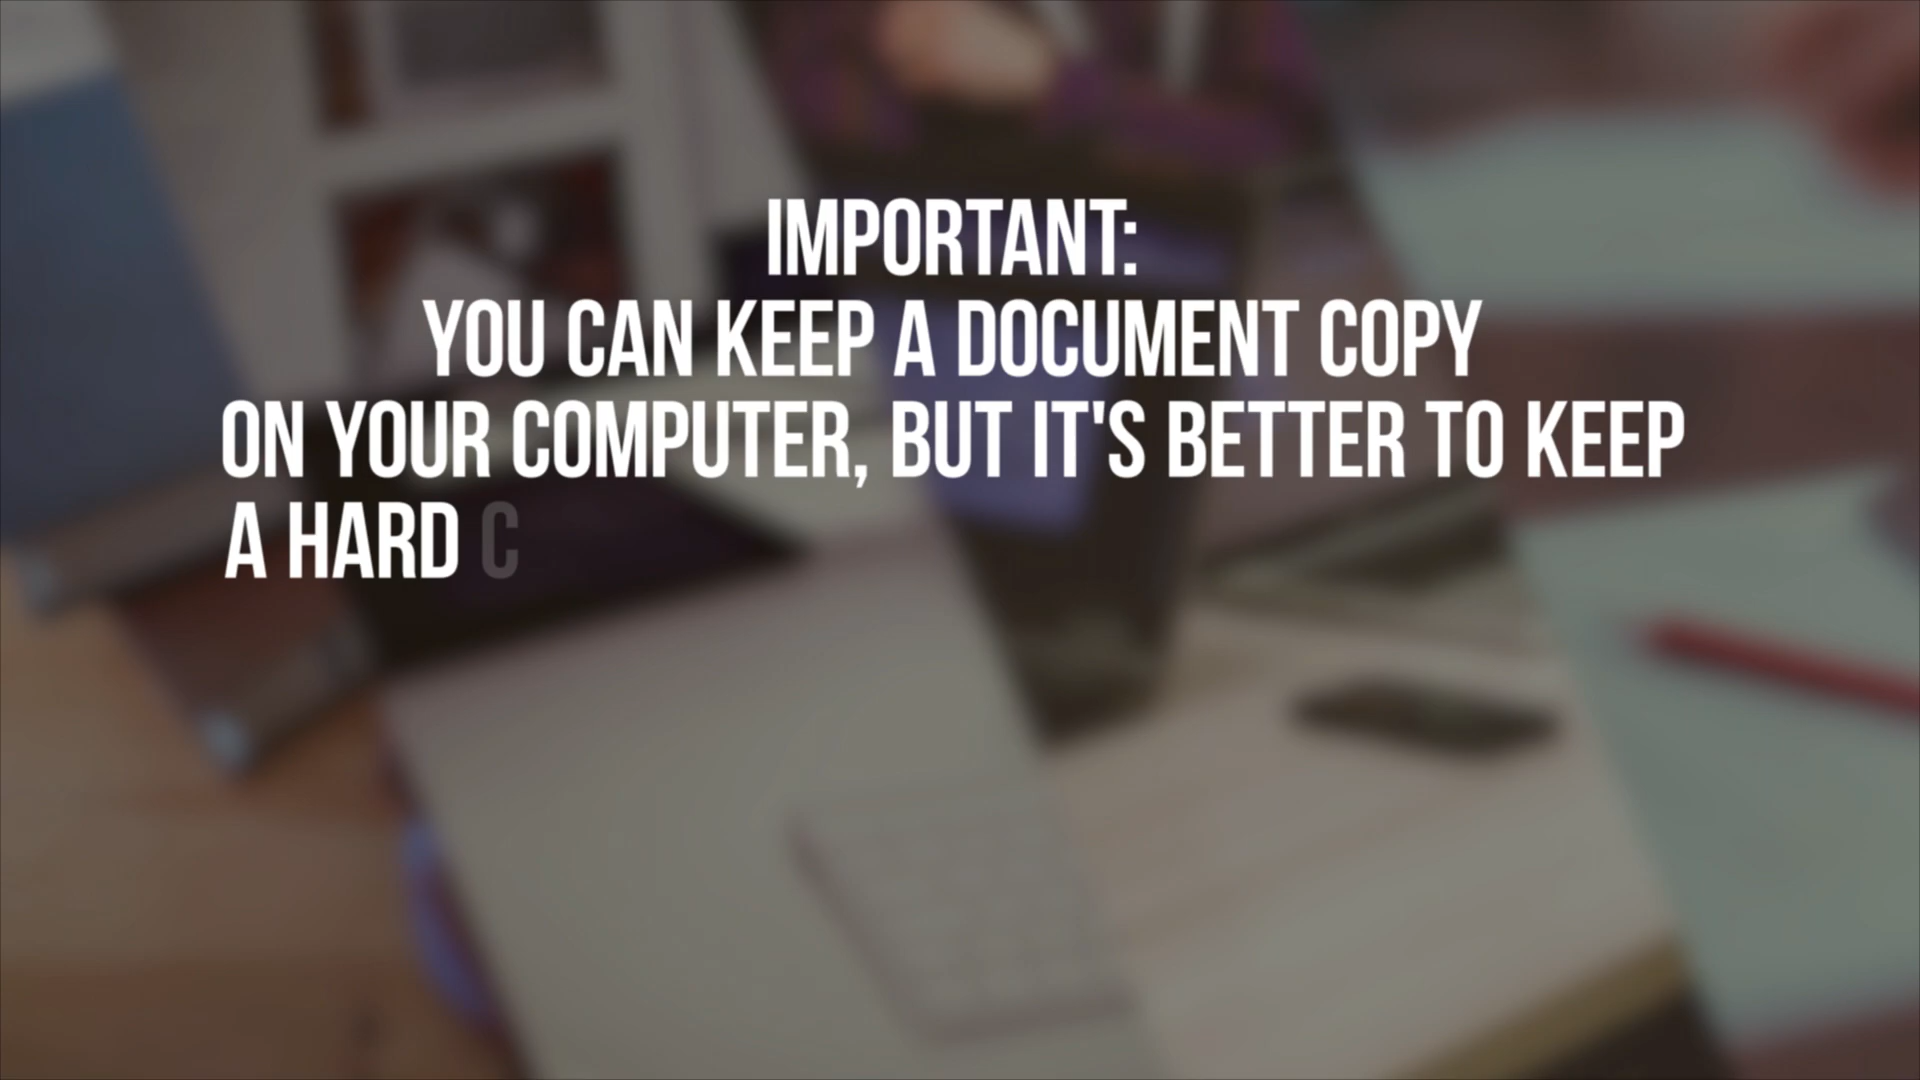 IMPORTANT:
YOU CAN KEEP A DOCUMENT COPY
ON YOUR COMPUTER, BUT IT'S BETTER TO KEEP
A HARD C